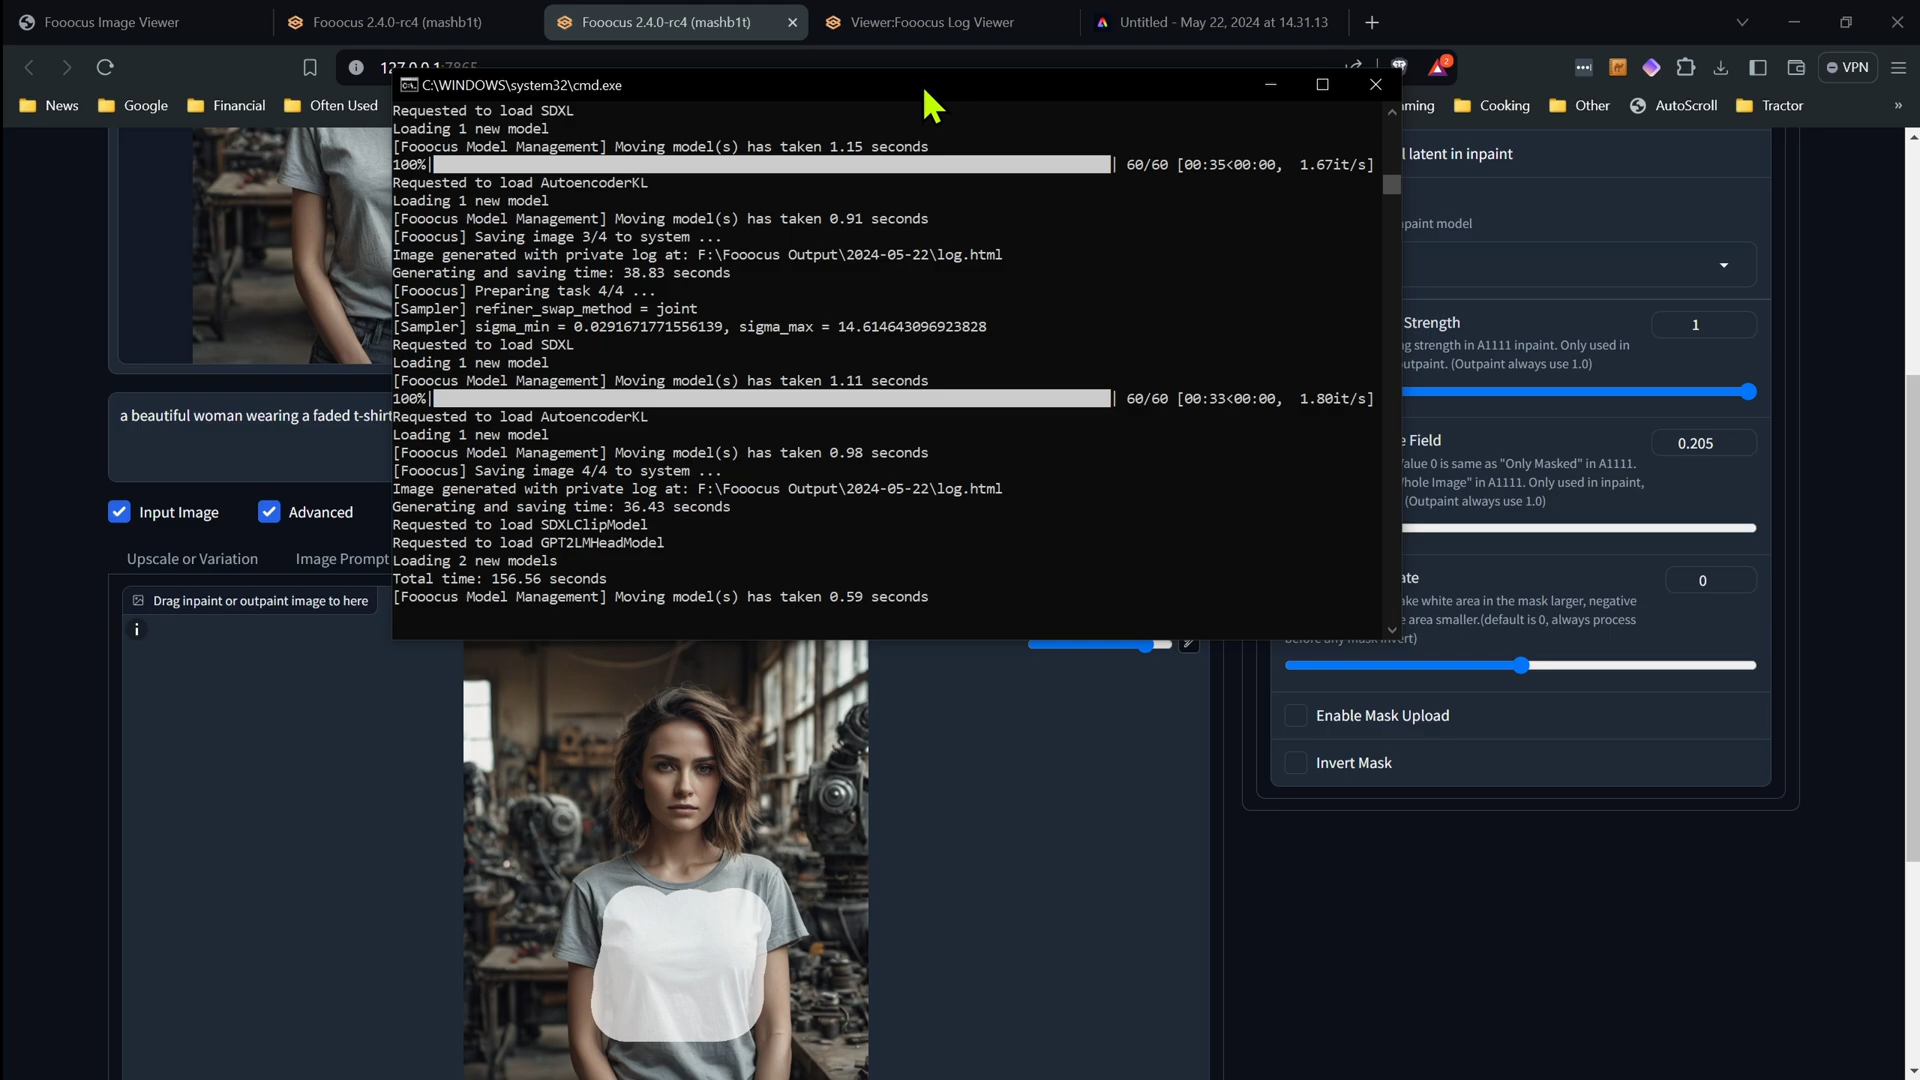 Fooocus Image Viewer
Fooocus 2.4.0-rc4 (mashb1t)
Fooocus 2.4.0-rc4 (mashb1t)
Viewer:Fooocus Log Viewer
Untitled - May 22, 2024 at 14.31.13
127.0.0.1:7865
2
VPN
C:\WINDOWS\system32\cmd.exe
News
Google
Financial
Often Used
ming
Cooking
Other
AutoScroll
Tractor
»
Requested to load SDXL
Loading 1 new model
[Fooocus Model Management] Moving model(s) has taken 1.15 seconds
100%| | 60/60 [00:35<00:00, 1.67it/s]
Requested to load AutoencoderKL
Loading 1 new model
[Fooocus Model Management] Moving model(s) has taken 0.91 seconds
[Fooocus] Saving image 3/4 to system ...
Image generated with private log at: F:\Fooocus Output\2024-05-22\log.html
Generating and saving time: 38.83 seconds
[Fooocus] Preparing task 4/4 ...
[Sampler] refiner_swap_method = joint
[Sampler] sigma_min = 0.0291671771556139, sigma_max = 14.614643096923828
Requested to load SDXL
Loading 1 new model
[Fooocus Model Management] Moving model(s) has taken 1.11 seconds
100%| | 60/60 [00:33<00:00, 1.80it/s]
Requested to load AutoencoderKL
Loading 1 new model
[Fooocus Model Management] Moving model(s) has taken 0.98 seconds
[Fooocus] Saving image 4/4 to system ...
Image generated with private log at: F:\Fooocus Output\2024-05-22\log.html
Generating and saving time: 36.43 seconds
Requested to load SDXLClipModel
Requested to load GPT2LMHeadModel
Loading 2 new models
Total time: 156.56 seconds
[Fooocus Model Management] Moving model(s) has taken 0.59 seconds
a beautiful woman wearing a faded t-shirt
Input Image
Advanced
Upscale or Variation
Image Prompt
Drag inpaint or outpaint image to here
i
l latent in inpaint
npaint model
Strength
1
g strength in A1111 inpaint. Only used in
utpaint. (Outpaint always use 1.0)
e Field
0.205
alue 0 is same as "Only Masked" in A1111.
hole Image" in A1111. Only used in inpaint,
(Outpaint always use 1.0)
ate
0
ake white area in the mask larger, negative
e area smaller.(default is 0, always process
before any mask invert)
Enable Mask Upload
Invert Mask